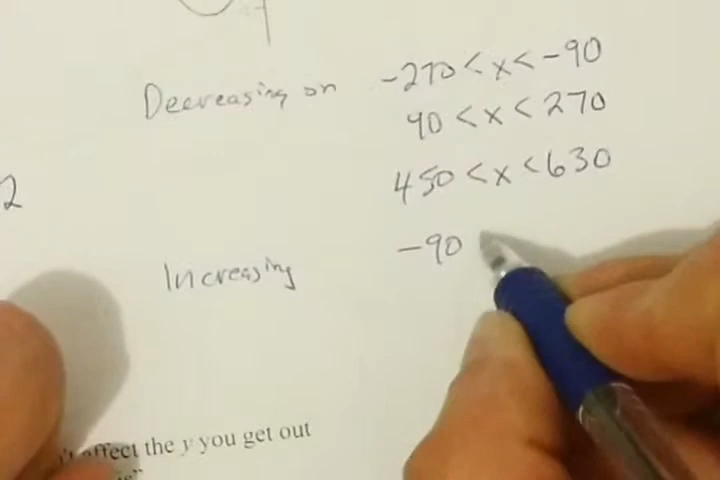 Decreasing on -270 < x < -90
90 < x < 270
2
450 < x < 630
Increasing -90
affect the y you get out